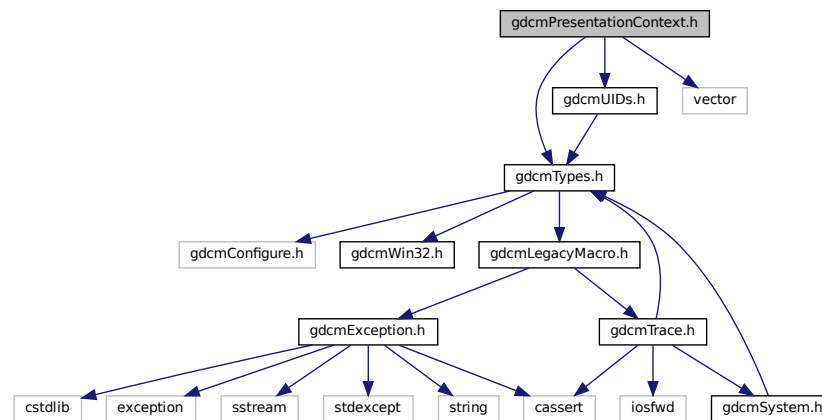 gdcmPresentationContext.h
gdcmUIDs.h
vector
gdcmTypes.h
gdcmConfigure.h
gdcmWin32.h
gdcmLegacyMacro.h
gdcmException.h
gdcmTrace.h
cstdlib
exception
sstream
stdexcept
string
cassert
iosfwd
gdcmSystem.h